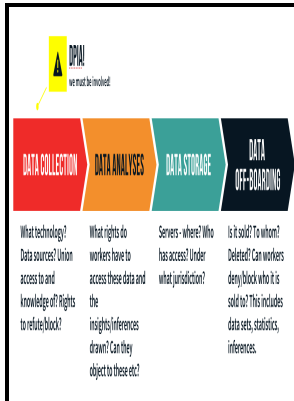 DPIA!
we must be involved!
DATA COLLECTION
DATA ANALYSES
DATA STORAGE
DATA
OFF-BOARDING
What technology?
Data sources? Union
access to and
knowledge of? Rights
to refute/block?
What rights do
workers have to
access these data and
the
insights/inferences
drawn? Can they
object to these etc?
Servers - where? Who
has access? Under
what jurisdiction?
Is it sold? To whom?
Deleted? Can workers
deny/block who it is
sold to? This includes
data sets, statistics,
inferences.